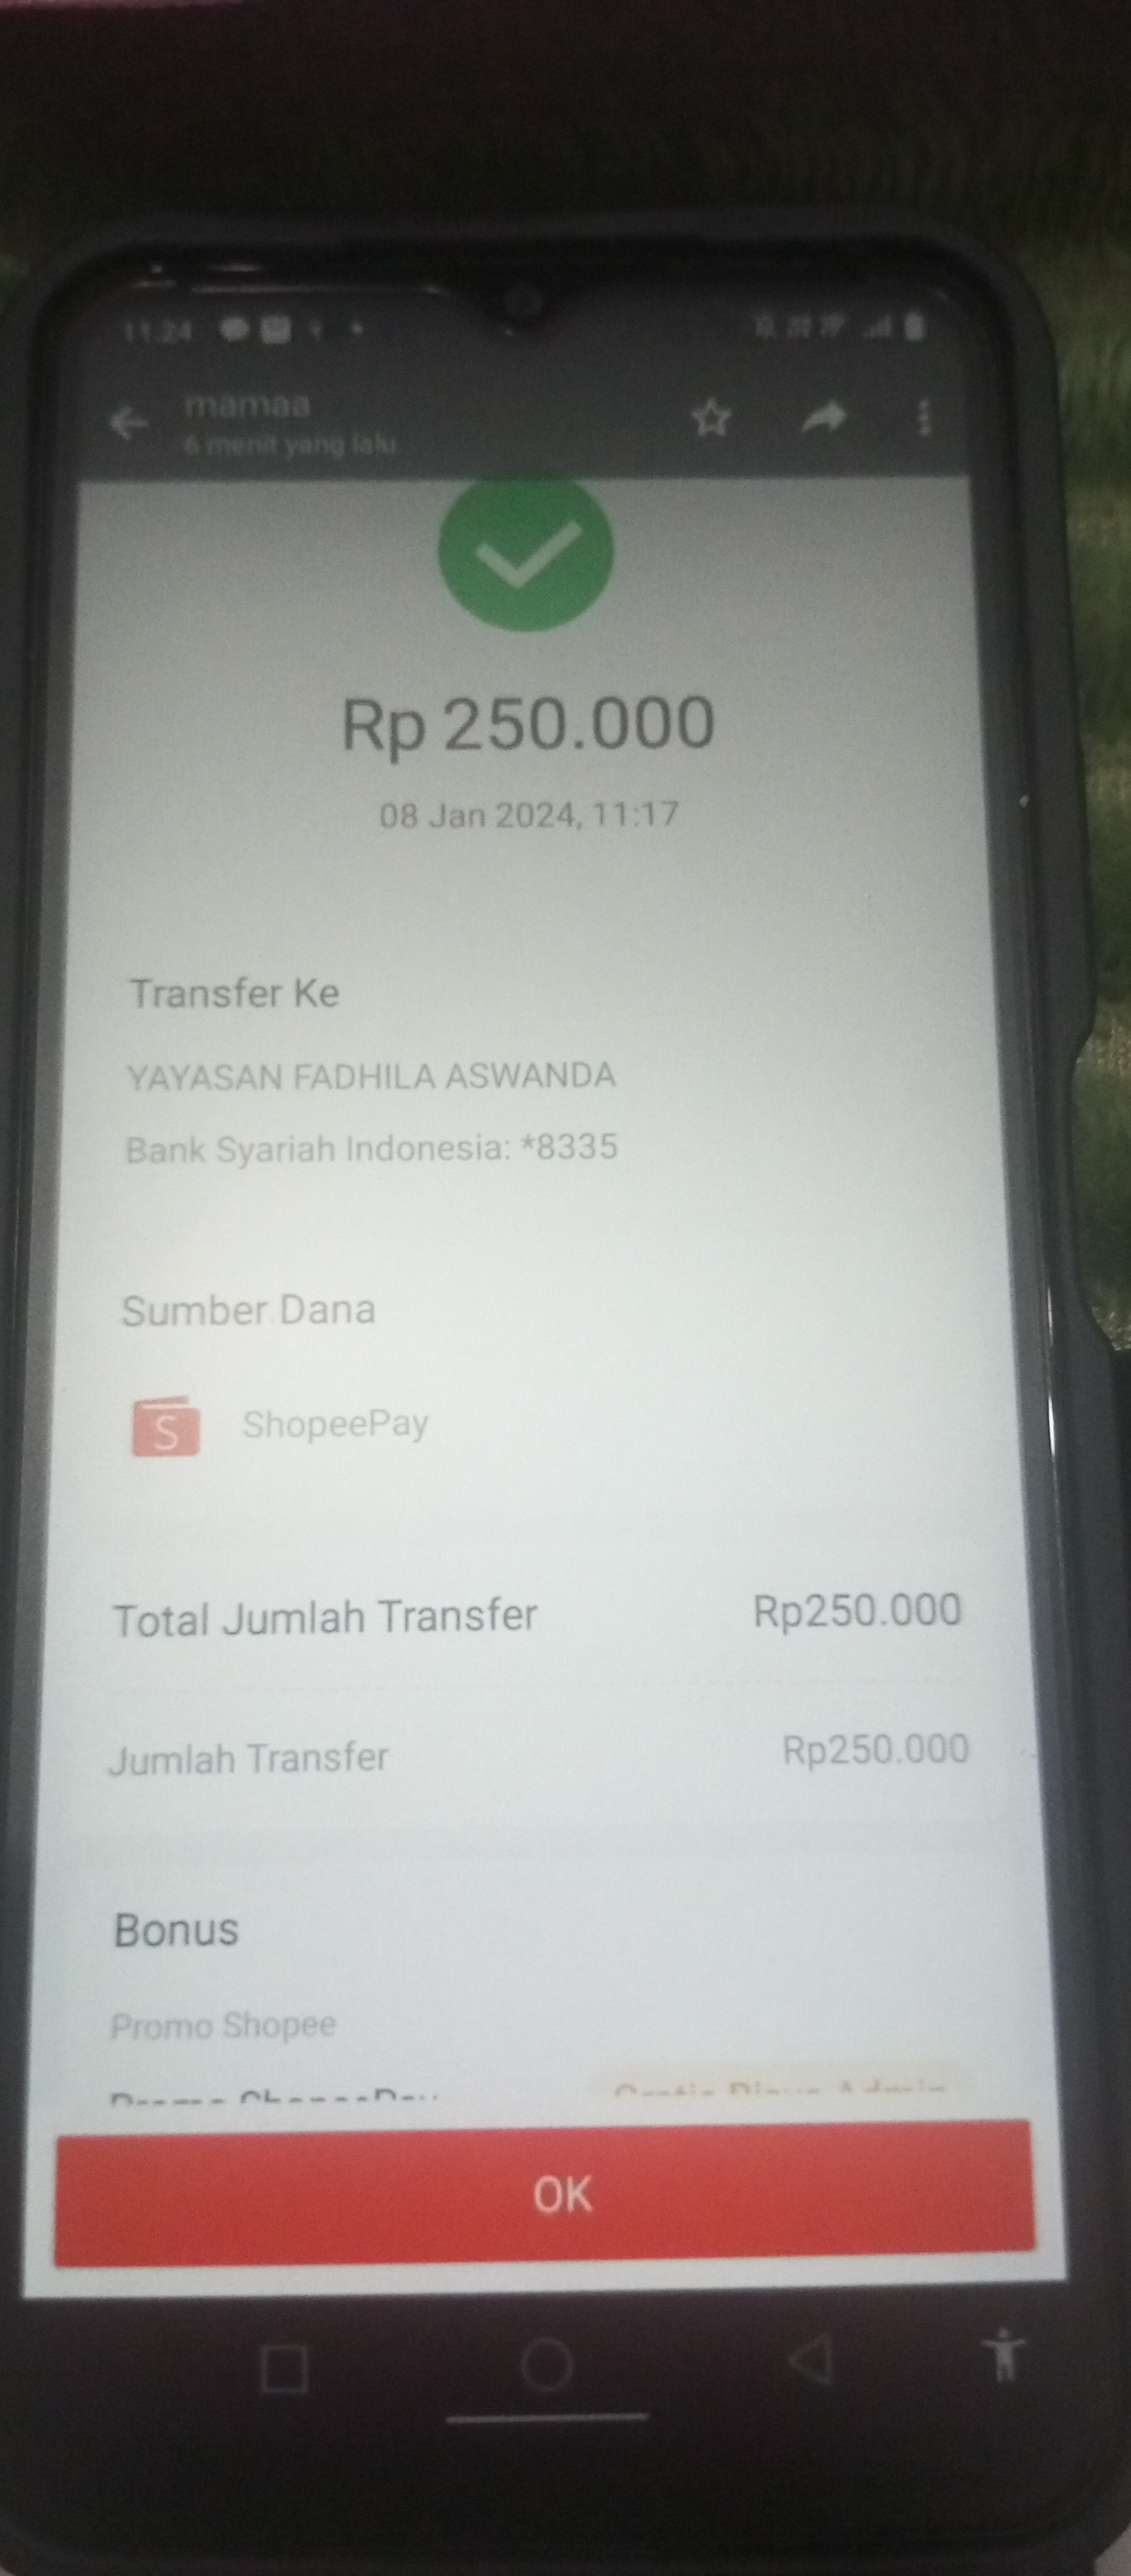 11:24
mamaa
6 menit yang lalu
Rp 250.000
08 Jan 2024, 11:17
Transfer Ke
YAYASAN FADHILA ASWANDA
Bank Syariah Indonesia: *8335
Sumber Dana
S ShopeePay
Total Jumlah Transfer Rp250.000
Jumlah Transfer Rp250.000
Bonus
Promo Shopee
OK